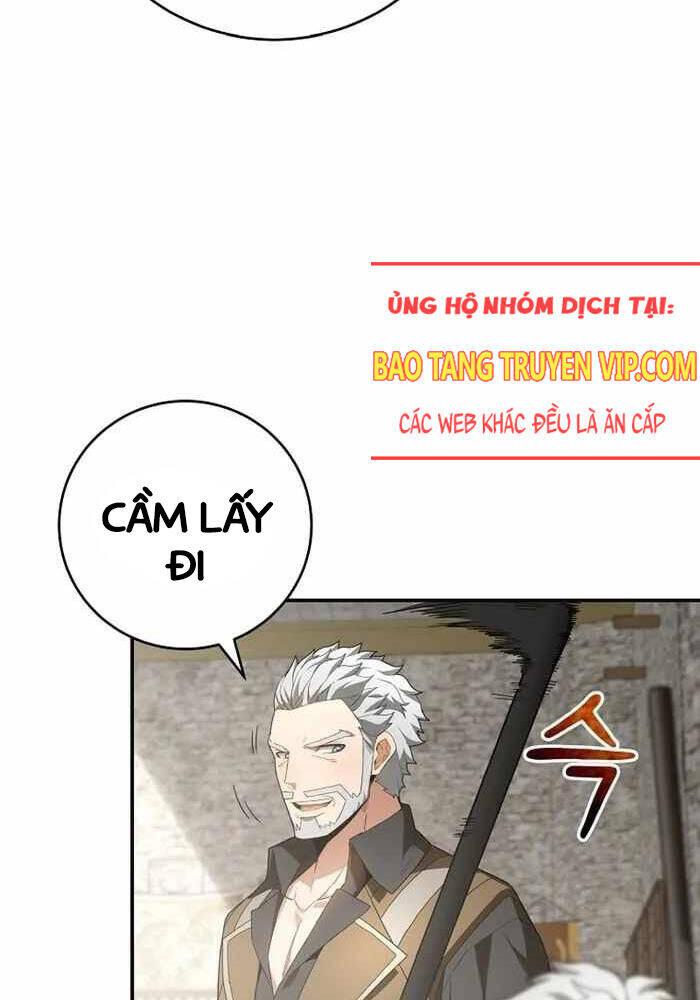 ỦNG HỘ NHÓM DỊCH TẠI:
BAO TANG TRUYEN VIP.COM
CÁC WEB KHÁC ĐỀU LÀ ĂN CẮP
CẦM LẤY
ĐI
슥